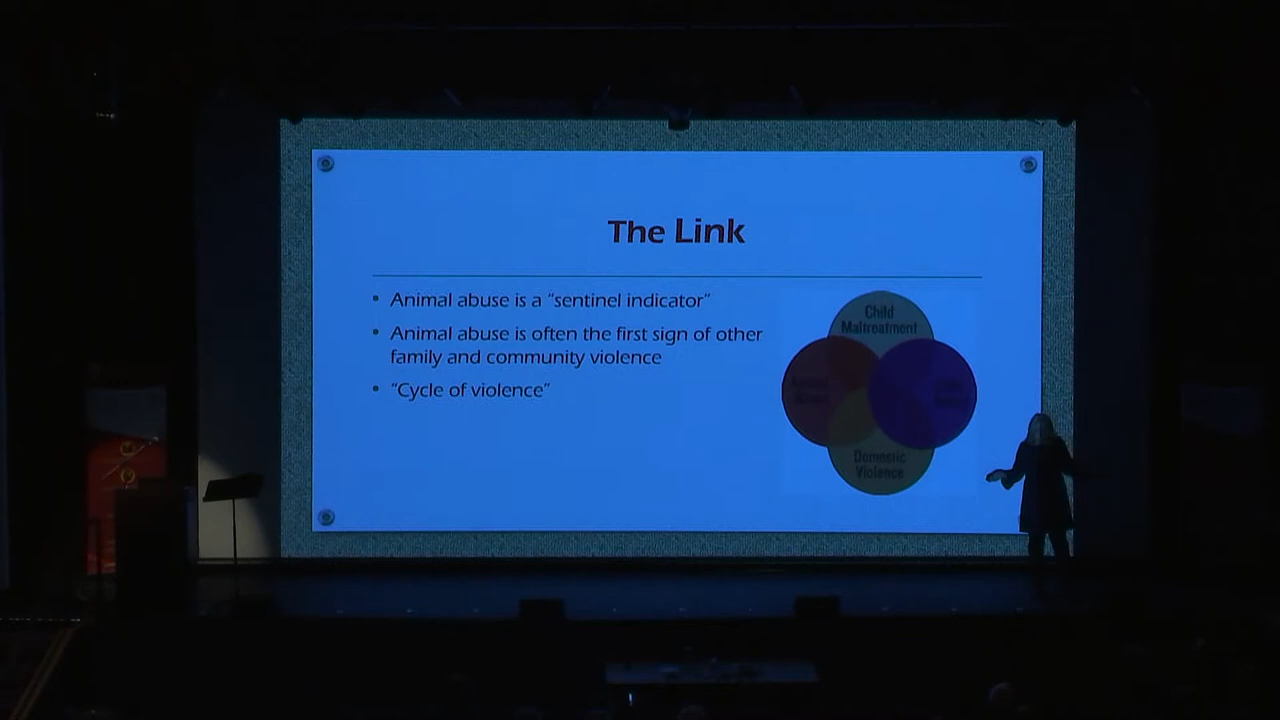 The Link
Animal abuse is a "sentinel indicator"
Animal abuse is often the first sign of other
family and community violence
"Cycle of violence"
Child
Maltreatment
Domestic
Violence